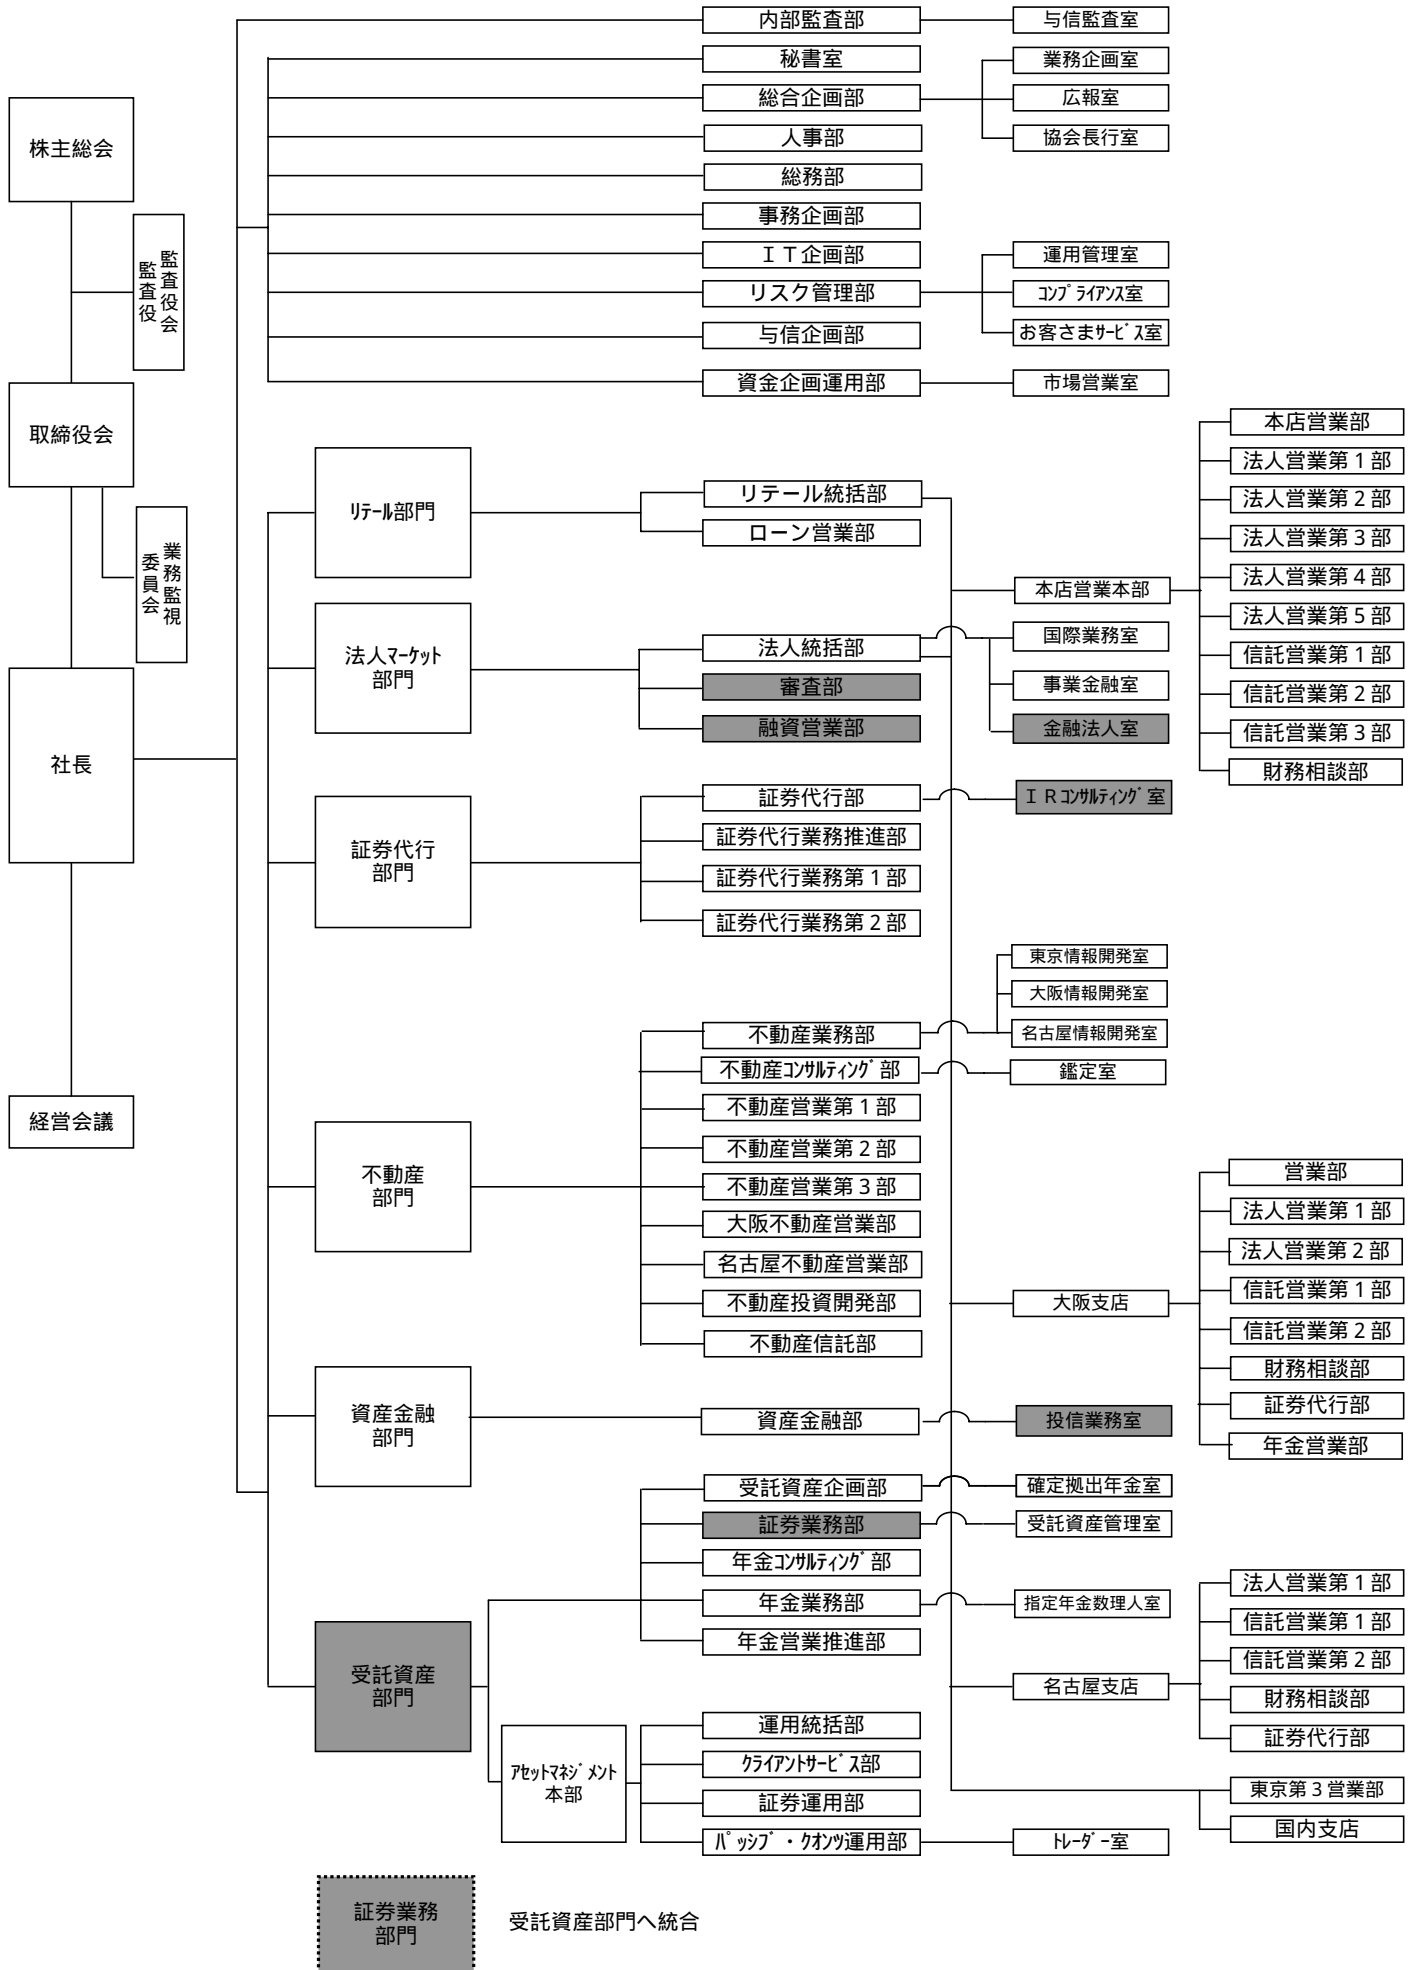 株主総会
監査役会
監査役
取締役会
業務監視
委員会
社長
経営会議
内部監査部
与信監査室
秘書室
総合企画部
業務企画室
広報室
協会長行室
人事部
総務部
事務企画部
ＩＴ企画部
リスク管理部
運用管理室
ｺﾝﾌﾟﾗｲｱﾝｽ室
お客さまｻｰﾋﾞｽ室
与信企画部
資金企画運用部
市場営業室
ﾘﾃｰﾙ部門
リテール統括部
ローン営業部
法人ﾏｰｹｯﾄ
部門
法人統括部
審査部
融資営業部
国際業務室
事業金融室
金融法人室
本店営業本部
本店営業部
法人営業第１部
法人営業第２部
法人営業第３部
法人営業第４部
法人営業第５部
信託営業第１部
信託営業第２部
信託営業第３部
財務相談部
証券代行
部門
証券代行部
ＩＲｺﾝｻﾙﾃｨﾝｸﾞ室
証券代行業務推進部
証券代行業務第１部
証券代行業務第２部
不動産
部門
不動産業務部
東京情報開発室
大阪情報開発室
名古屋情報開発室
不動産ｺﾝｻﾙﾃｨﾝｸﾞ部
鑑定室
不動産営業第１部
不動産営業第２部
不動産営業第３部
大阪不動産営業部
名古屋不動産営業部
不動産投資開発部
不動産信託部
大阪支店
営業部
法人営業第１部
法人営業第２部
信託営業第１部
信託営業第２部
財務相談部
証券代行部
年金営業部
資産金融
部門
資産金融部
投信業務室
受託資産
部門
受託資産企画部
確定拠出年金室
証券業務部
受託資産管理室
年金ｺﾝｻﾙﾃｨﾝｸﾞ部
年金業務部
指定年金数理人室
年金営業推進部
ｱｾｯﾄﾏﾈｼﾞﾒﾝﾄ
本部
運用統括部
ｸﾗｲｱﾝﾄｻｰﾋﾞｽ部
証券運用部
ﾊﾟｯｼﾌﾞ・ｸｵﾝﾂ運用部
ﾄﾚｰﾀﾞｰ室
名古屋支店
法人営業第１部
信託営業第１部
信託営業第２部
財務相談部
証券代行部
東京第３営業部
国内支店
証券業務
部門
受託資産部門へ統合